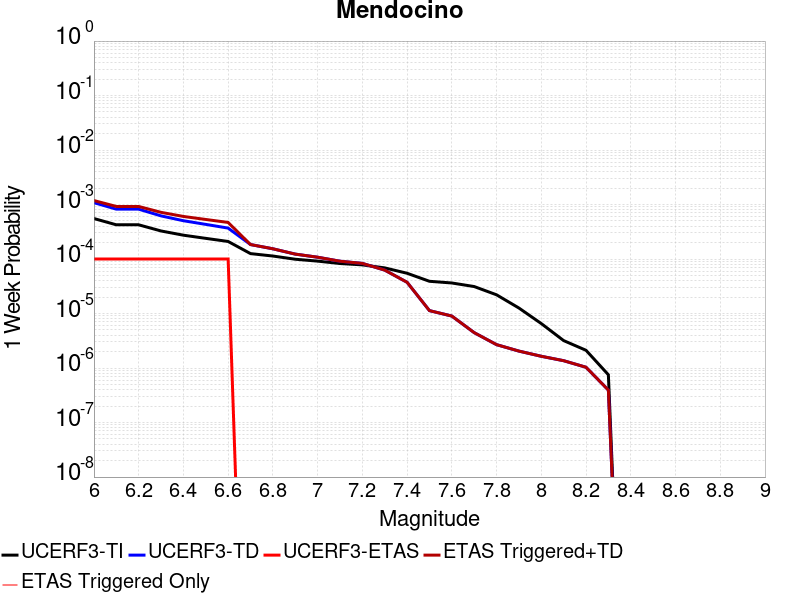 Mendocino
10^0
10^-1
10^-2
10^-3
10^-4
10^-5
10^-6
10^-7
10^-8
1 Week Probability
6 6.2 6.4 6.6 6.8 7 7.2 7.4 7.6 7.8 8 8.2 8.4 8.6 8.8 9
Magnitude
UCERF3-TI UCERF3-TD UCERF3-ETAS ETAS Triggered+TD
ETAS Triggered Only